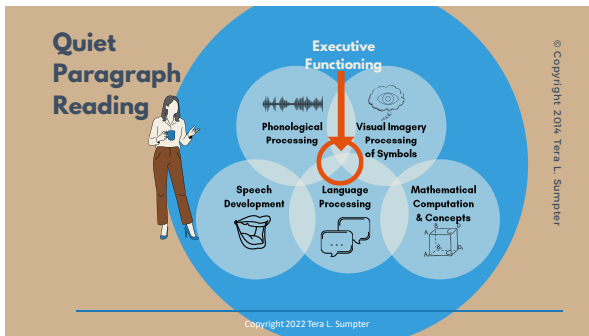 Quiet
Paragraph
Reading
Executive
Functioning
Phonological
Processing
Visual Imagery
Processing
of Symbols
Speech
Development
Language
Processing
Mathematical
Computation
& Concepts
© Copyright 2014 Tera L. Sumpter
Copyright 2022 Tera L. Sumpter